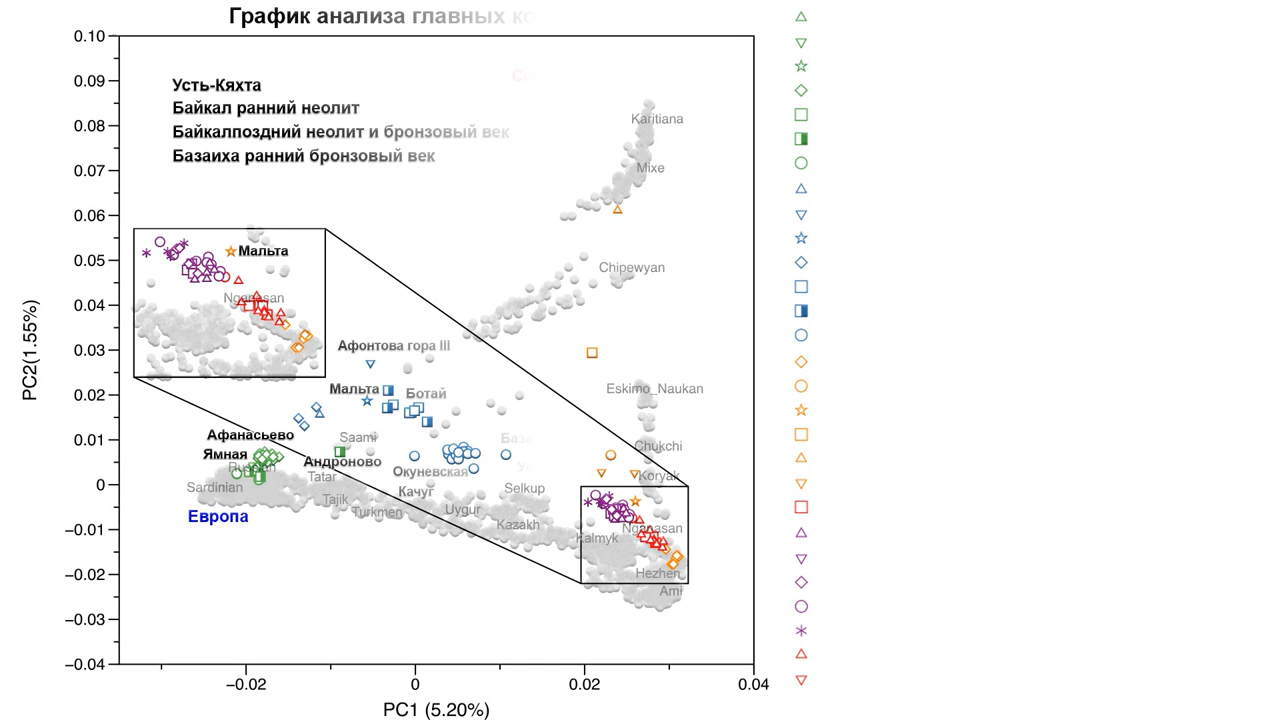 График анализа главных ко
0.10
0.09
0.08
0.07
0.06
0.05
0.04
0.03
0.02
0.01
0
−0.01
−0.02
−0.03
−0.04
PC2(1.55%)
Усть-Кяхта
Байкал ранний неолит
Байкалпоздний неолит и бронзовый век
Базаиха ранний бронзовый век
Karitiana
Mixe
Chipewyan
Мальта
Nganasan
Афонтова гора III
Мальта
Ботай
Eskimo_Naukan
Афанасьево
Saami
База
Chukchi
Ямная
Андроново
Russian
Окуневская
Ус
Tatar
Koryak
Sardinian
Качуг
Selkup
Tajik
Turkmen
Uygur
Европа
Kazakh
Nganasan
Kalmyk
Hezhen
Ami
−0.02
0
0.02
0.04
PC1 (5.20%)